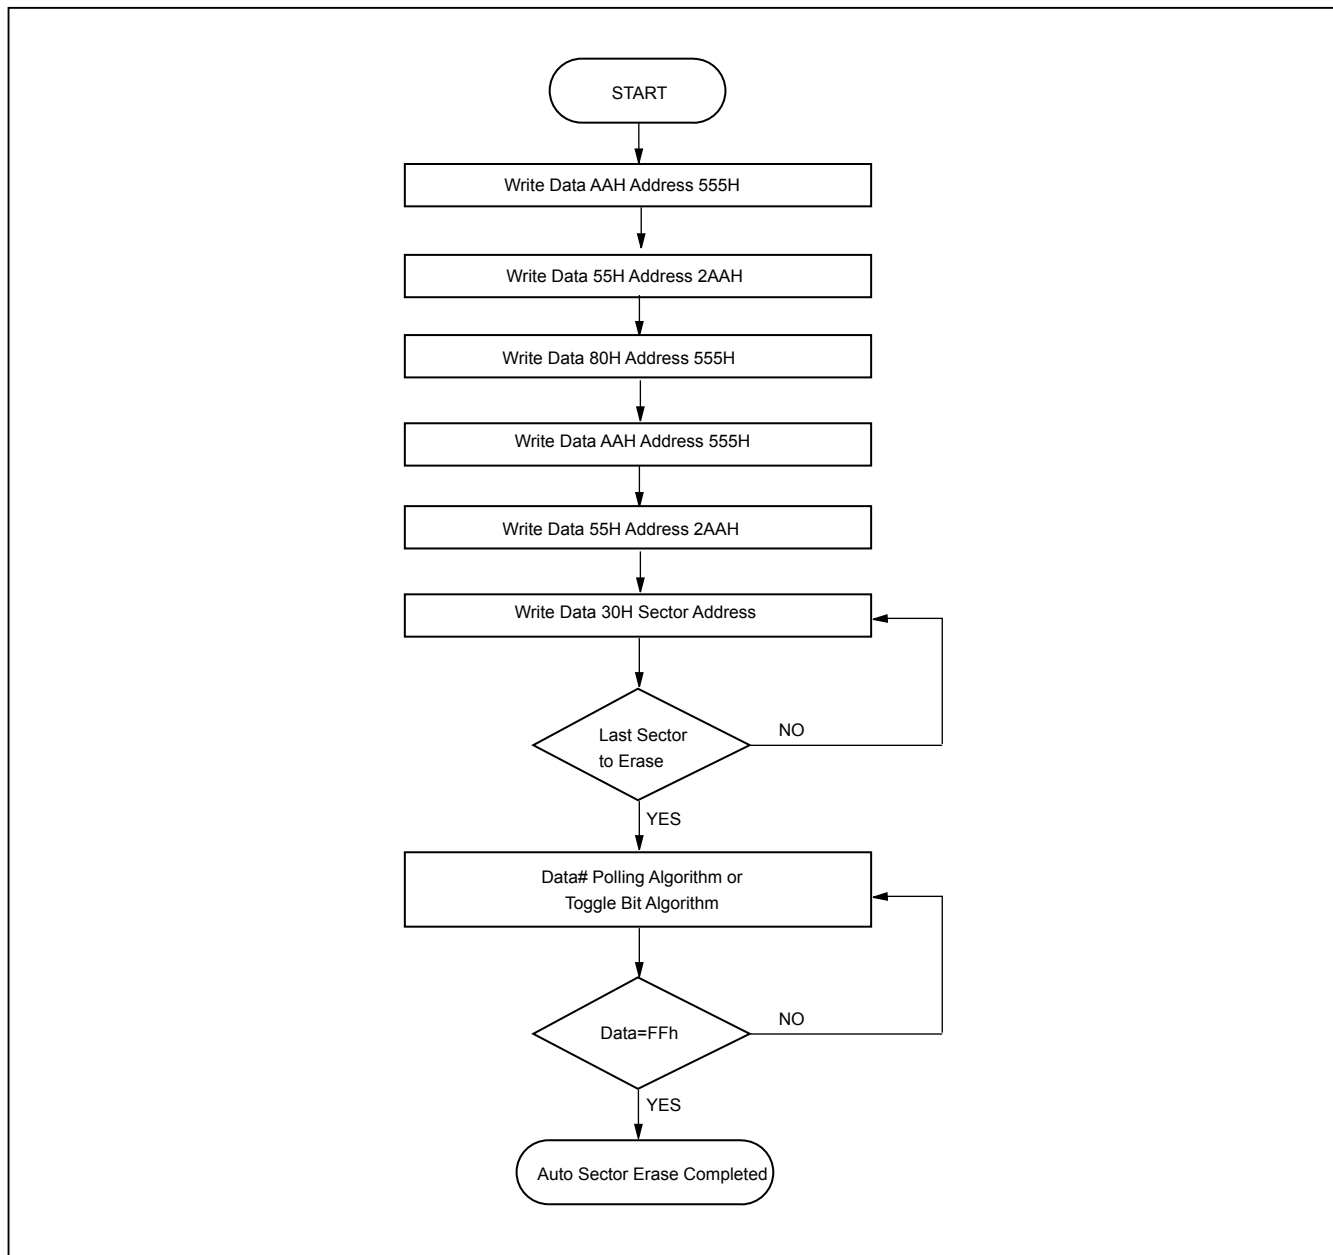 START
Write Data AAH Address 555H
Write Data 55H Address 2AAH
Write Data 80H Address 555H
Write Data AAH Address 555H
Write Data 55H Address 2AAH
Write Data 30H Sector Address
Last Sector
to Erase
NO
YES
Data# Polling Algorithm or
Toggle Bit Algorithm
Data=FFh
NO
YES
Auto Sector Erase Completed